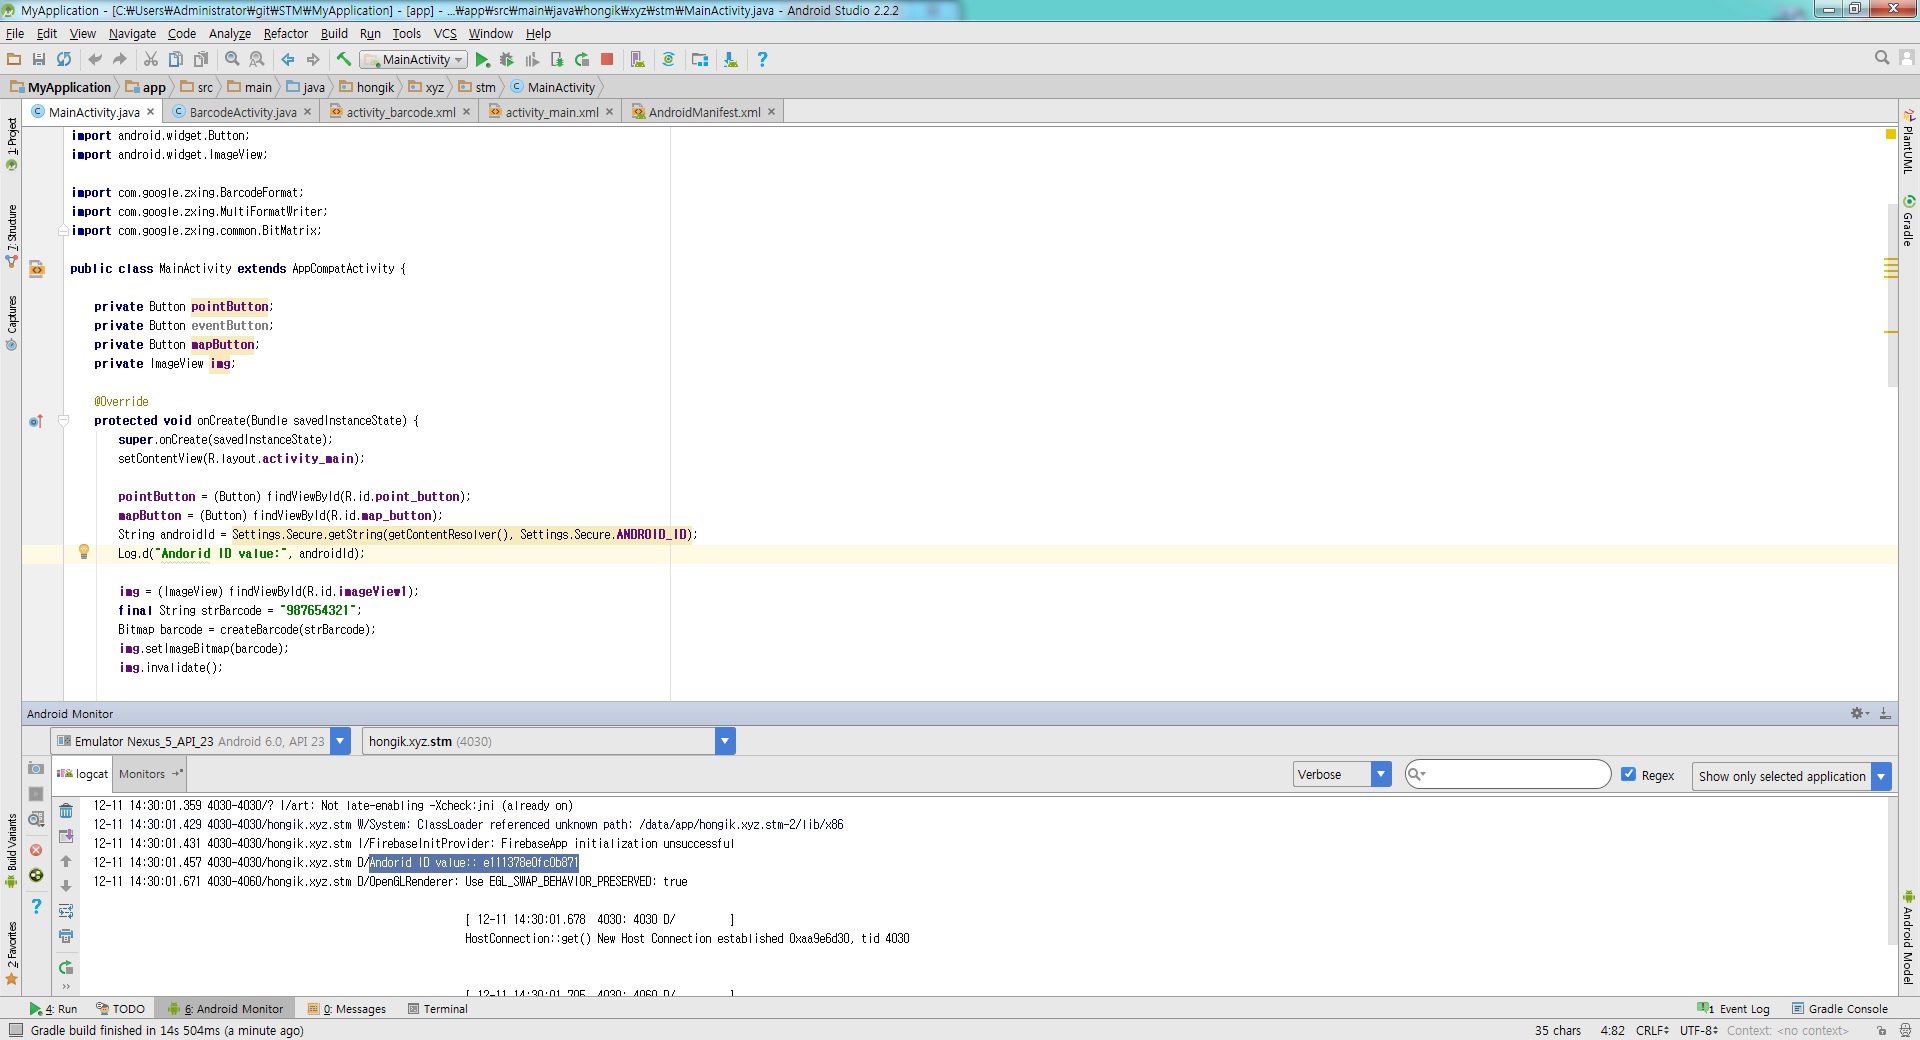 MyApplication - [C:₩Users₩Administrator₩git₩STM₩MyApplication] - [app] - ...₩app₩src₩main₩java₩hongik₩xyz₩stm₩MainActivity.java - Android Studio 2.2.2
File Edit View Navigate Code Analyze Refactor Build Run Tools VCS Window Help
MainActivity
MyApplication app src main java hongik xyz stm MainActivity
MainActivity.java BarcodeActivity.java activity_barcode.xml activity_main.xml AndroidManifest.xml
1: Project
7: Structure
Captures
Build Variants
2: Favorites
import android.widget.Button;
import android.widget.ImageView;
import com.google.zxing.BarcodeFormat;
import com.google.zxing.MultiFormatWriter;
import com.google.zxing.common.BitMatrix;
public class MainActivity extends AppCompatActivity {
private Button pointButton;
private Button eventButton;
private Button mapButton;
private ImageView img;
@Override
protected void onCreate(Bundle savedInstanceState) {
super.onCreate(savedInstanceState);
setContentView(R.layout.activity_main);
pointButton = (Button) findViewById(R.id.point_button);
mapButton = (Button) findViewById(R.id.map_button);
String androidId = Settings.Secure.getString(getContentResolver(), Settings.Secure.ANDROID_ID);
Log.d("Andorid ID value:", androidId);
img = (ImageView) findViewById(R.id.imageView1);
final String strBarcode = "987654321";
Bitmap barcode = createBarcode(strBarcode);
img.setImageBitmap(barcode);
img.invalidate();
PlantUML
Gradle
Android Model
Android Monitor
Emulator Nexus_5_API_23 Android 6.0, API 23 hongik.xyz.stm (4030)
logcat Monitors Verbose Regex Show only selected application
12-11 14:30:01.359 4030-4030/? I/art: Not late-enabling -Xcheck:jni (already on)
12-11 14:30:01.429 4030-4030/hongik.xyz.stm W/System: ClassLoader referenced unknown path: /data/app/hongik.xyz.stm-2/lib/x86
12-11 14:30:01.431 4030-4030/hongik.xyz.stm I/FirebaseInitProvider: FirebaseApp initialization unsuccessful
12-11 14:30:01.457 4030-4030/hongik.xyz.stm D/Andorid ID value:: e111378e0fc0b871
12-11 14:30:01.671 4030-4060/hongik.xyz.stm D/OpenGLRenderer: Use EGL_SWAP_BEHAVIOR_PRESERVED: true
[ 12-11 14:30:01.678 4030: 4030 D/ ]
HostConnection::get() New Host Connection established 0xaa9e6d30, tid 4030
[ 12-11 14:30:01.705 4030: 4060 D/ ]
4: Run TODO 6: Android Monitor 0: Messages Terminal 1 Event Log Gradle Console
Gradle build finished in 14s 504ms (a minute ago) 35 chars 4:82 CRLF UTF-8 Context: <no context>